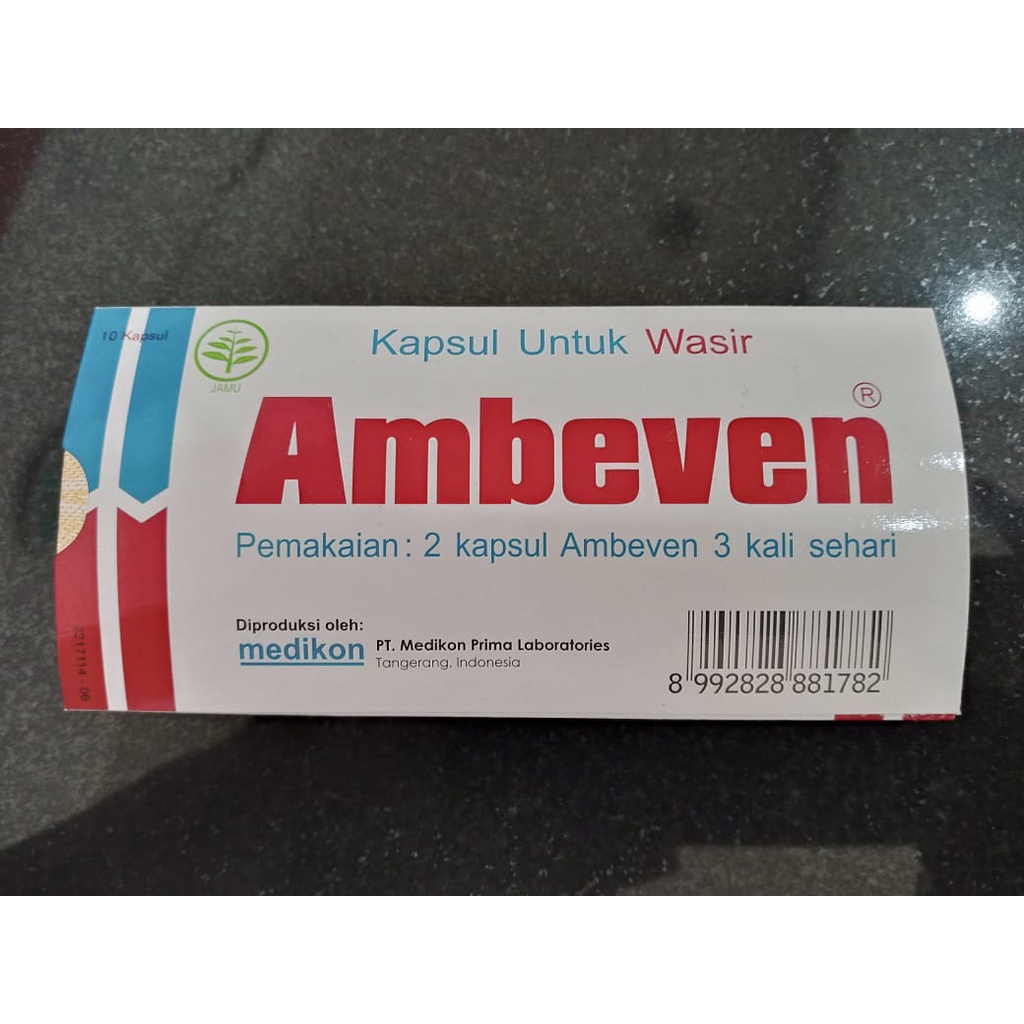 10 Kapsul
JAMU
Kapsul Untuk Wasir
Ambeven®
Pemakaian: 2 kapsul Ambeven 3 kali sehari
Diproduksi oleh:
medikon PT. Medikon Prima Laboratories
Tangerang, Indonesia
8 992828 881782